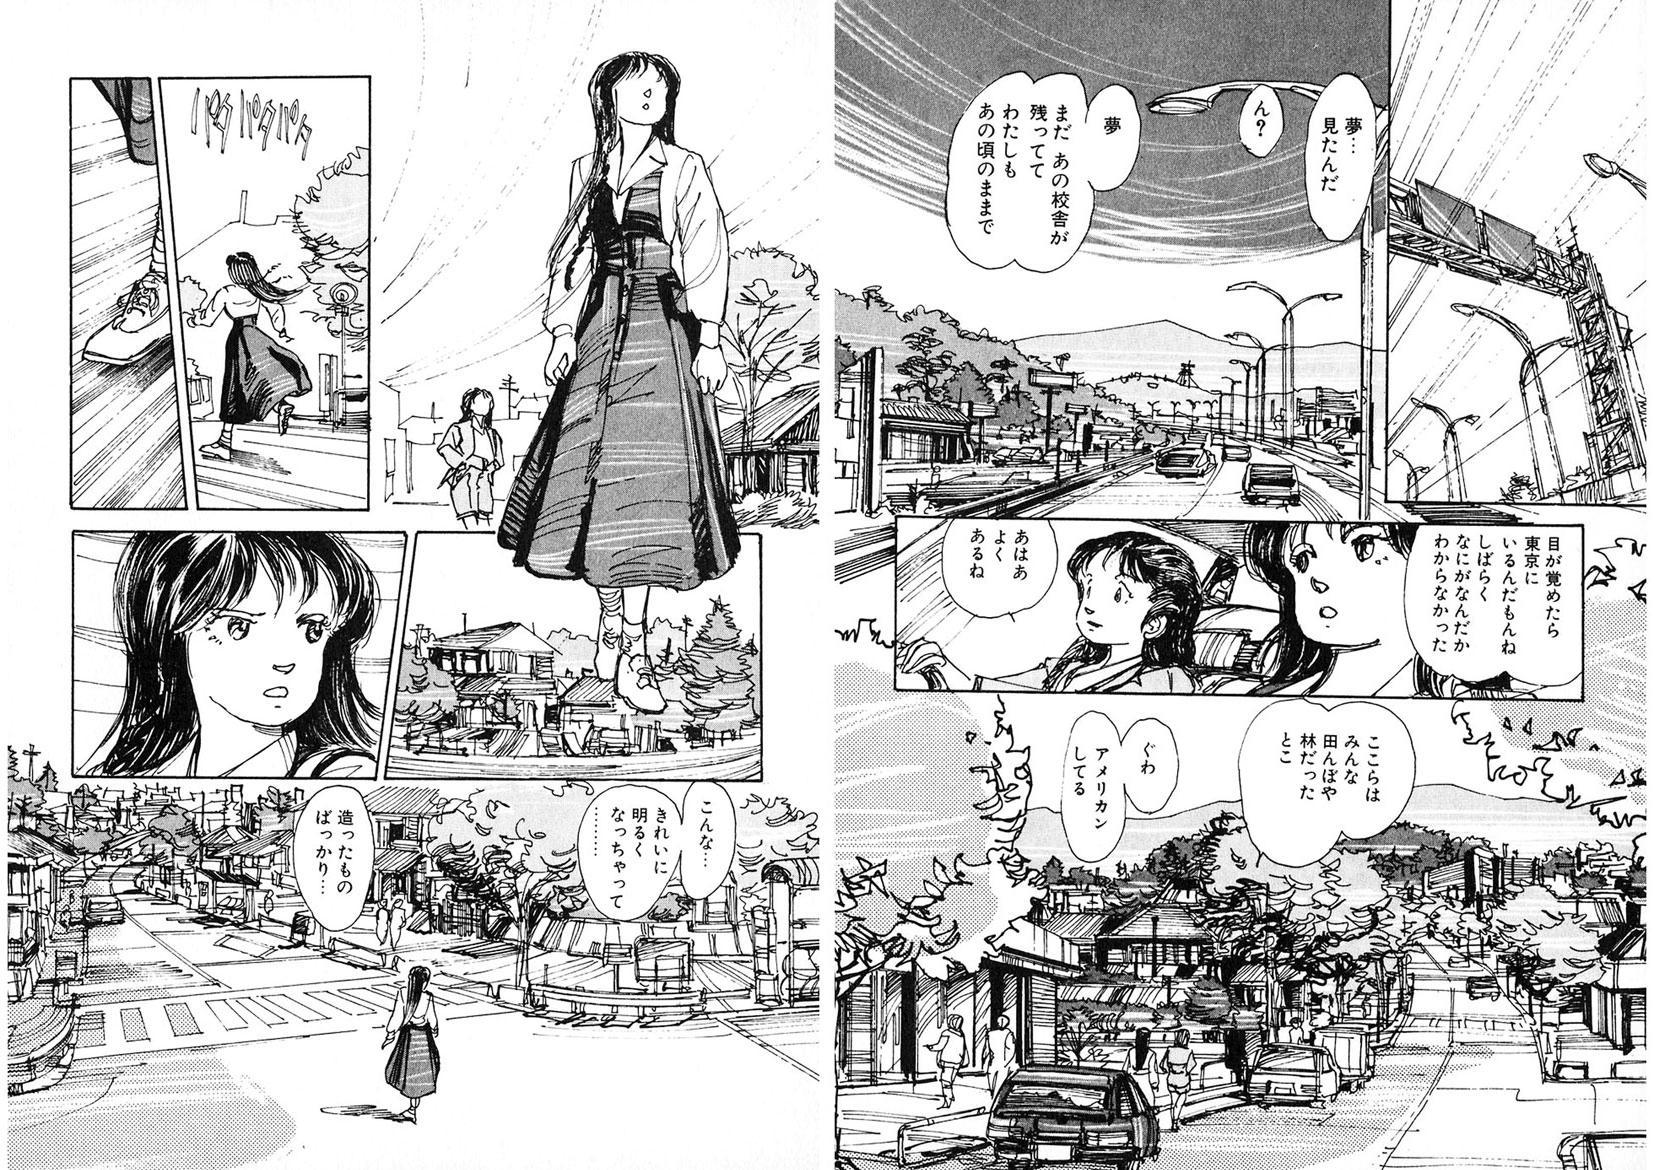 夢…
見たんだ
ん?
夢
まだ あの校舎が
残ってて
わたしも
あの頃のままで
目が覚めたら
東京に
いるんだもんね
しばらく
なにがなんだか
わからなかった
あはあ
よく
あるね
ここらは
みんな
田んぼや
林だった
とこ
ぐわ
アメリカン
してる
パタパタパタ
こんな…
きれいに
明るく
なっちゃって
………
造ったもの
ばっかり…